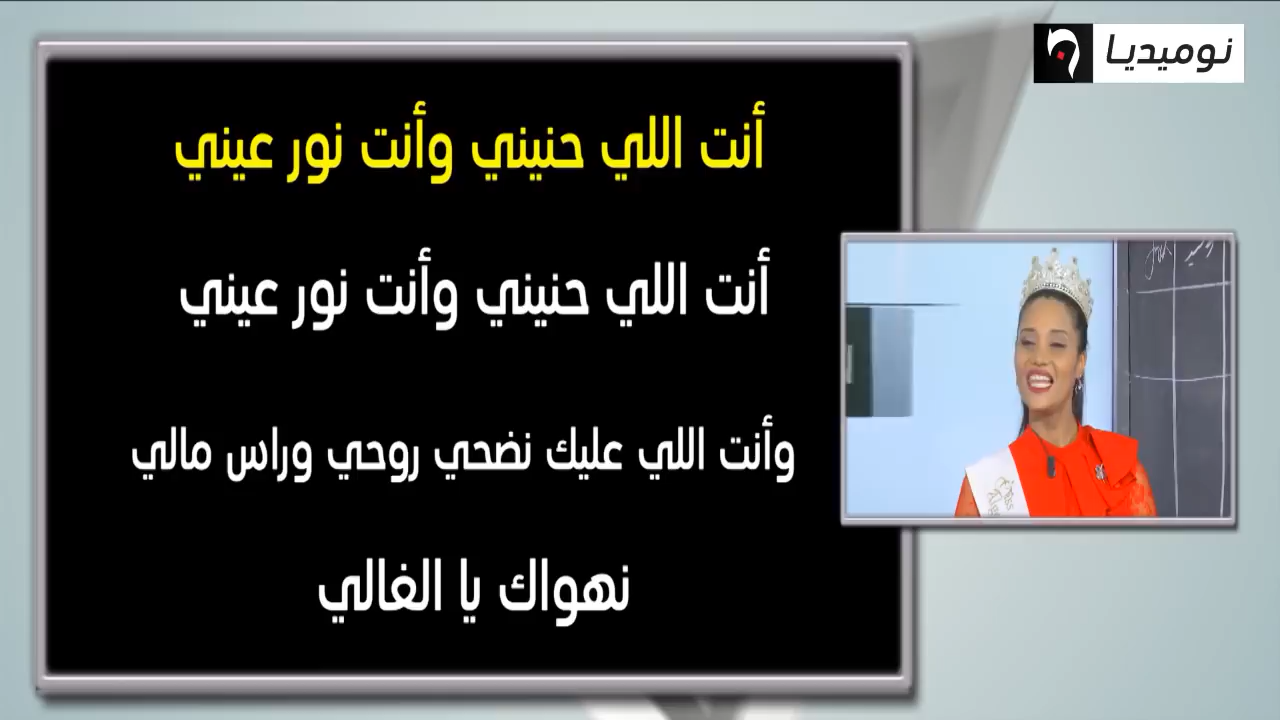 نوميديا
أنت اللي حنيني وأنت نور عيني
أنت اللي حنيني وأنت نور عيني
وأنت اللي عليك نضحي روحي وراس مالي
نهواك يا الغالي
Miss